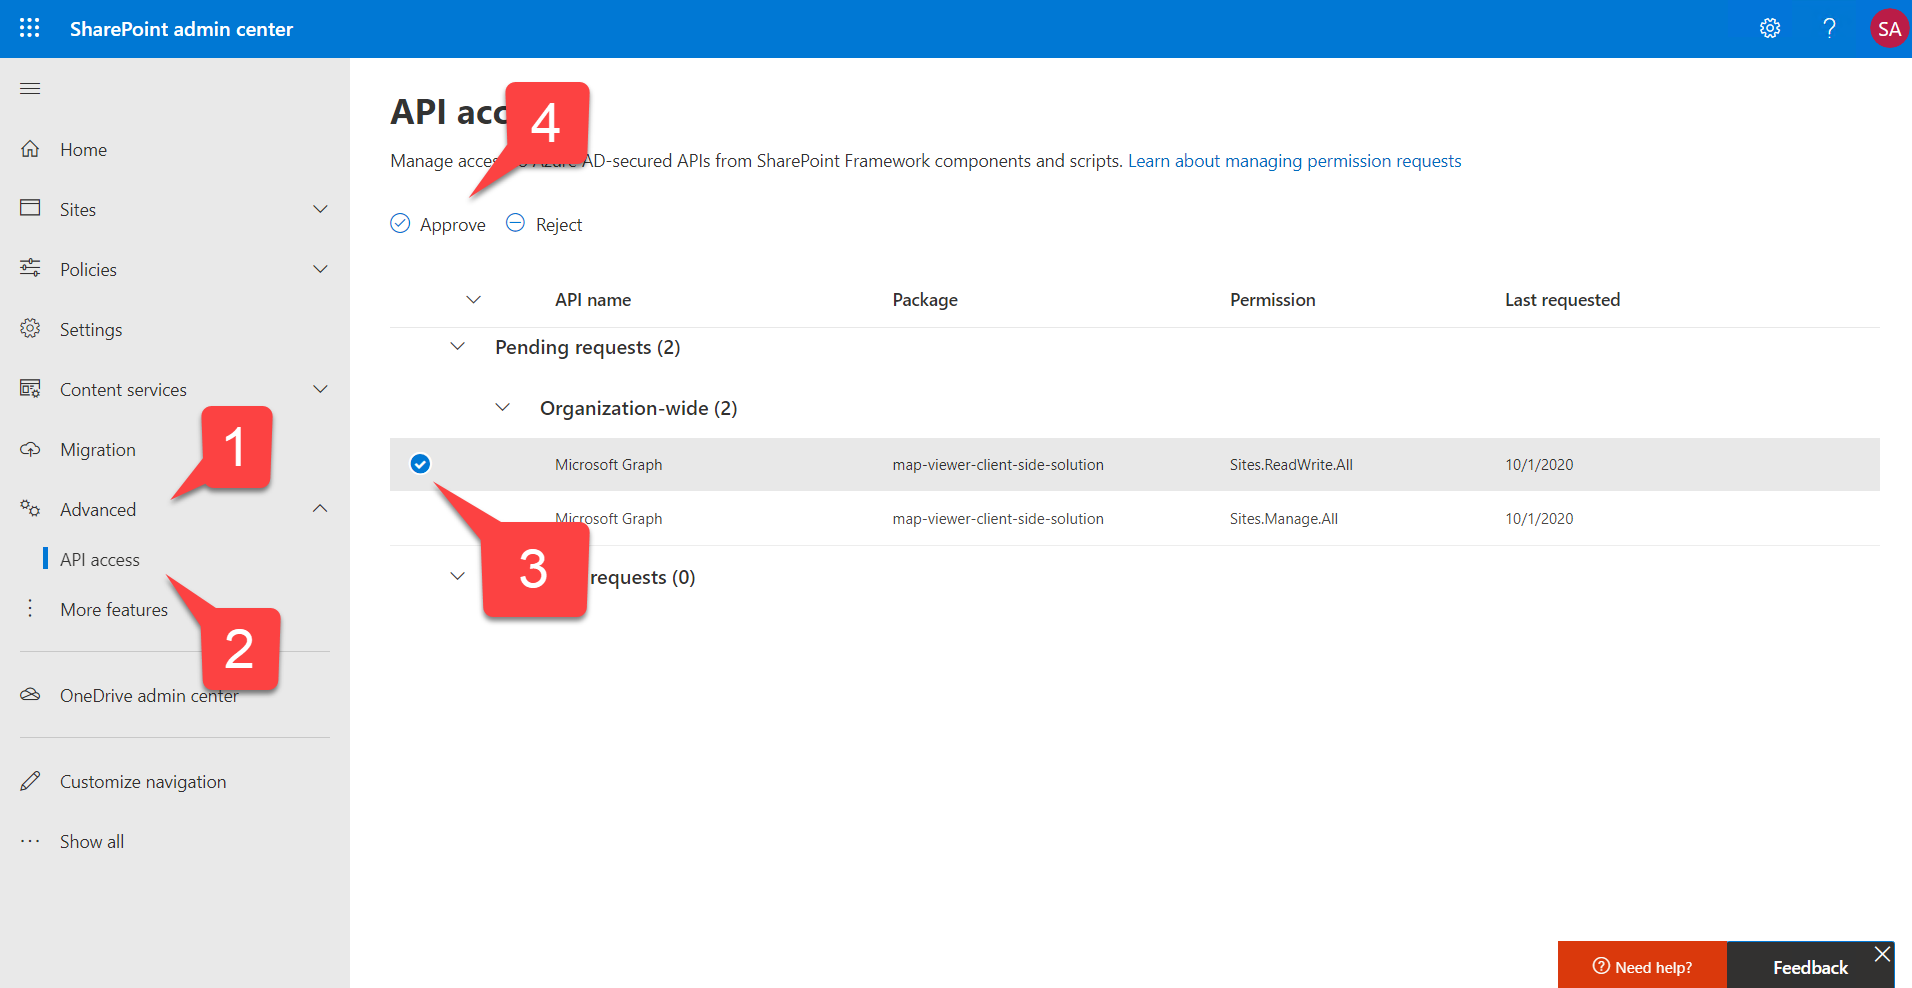 SharePoint admin center
SA
Home
Sites
Policies
Settings
Content services
Migration
1
Advanced
API access
More features
2
OneDrive admin center
Customize navigation
Show all
API acc
4
Manage acce AD-secured APIs from SharePoint Framework components and scripts. Learn about managing permission requests
Approve Reject
API name Package Permission Last requested
Pending requests (2)
Organization-wide (2)
Microsoft Graph map-viewer-client-side-solution Sites.ReadWrite.All 10/1/2020
Microsoft Graph map-viewer-client-side-solution Sites.Manage.All 10/1/2020
3
requests (0)
Need help?
Feedback